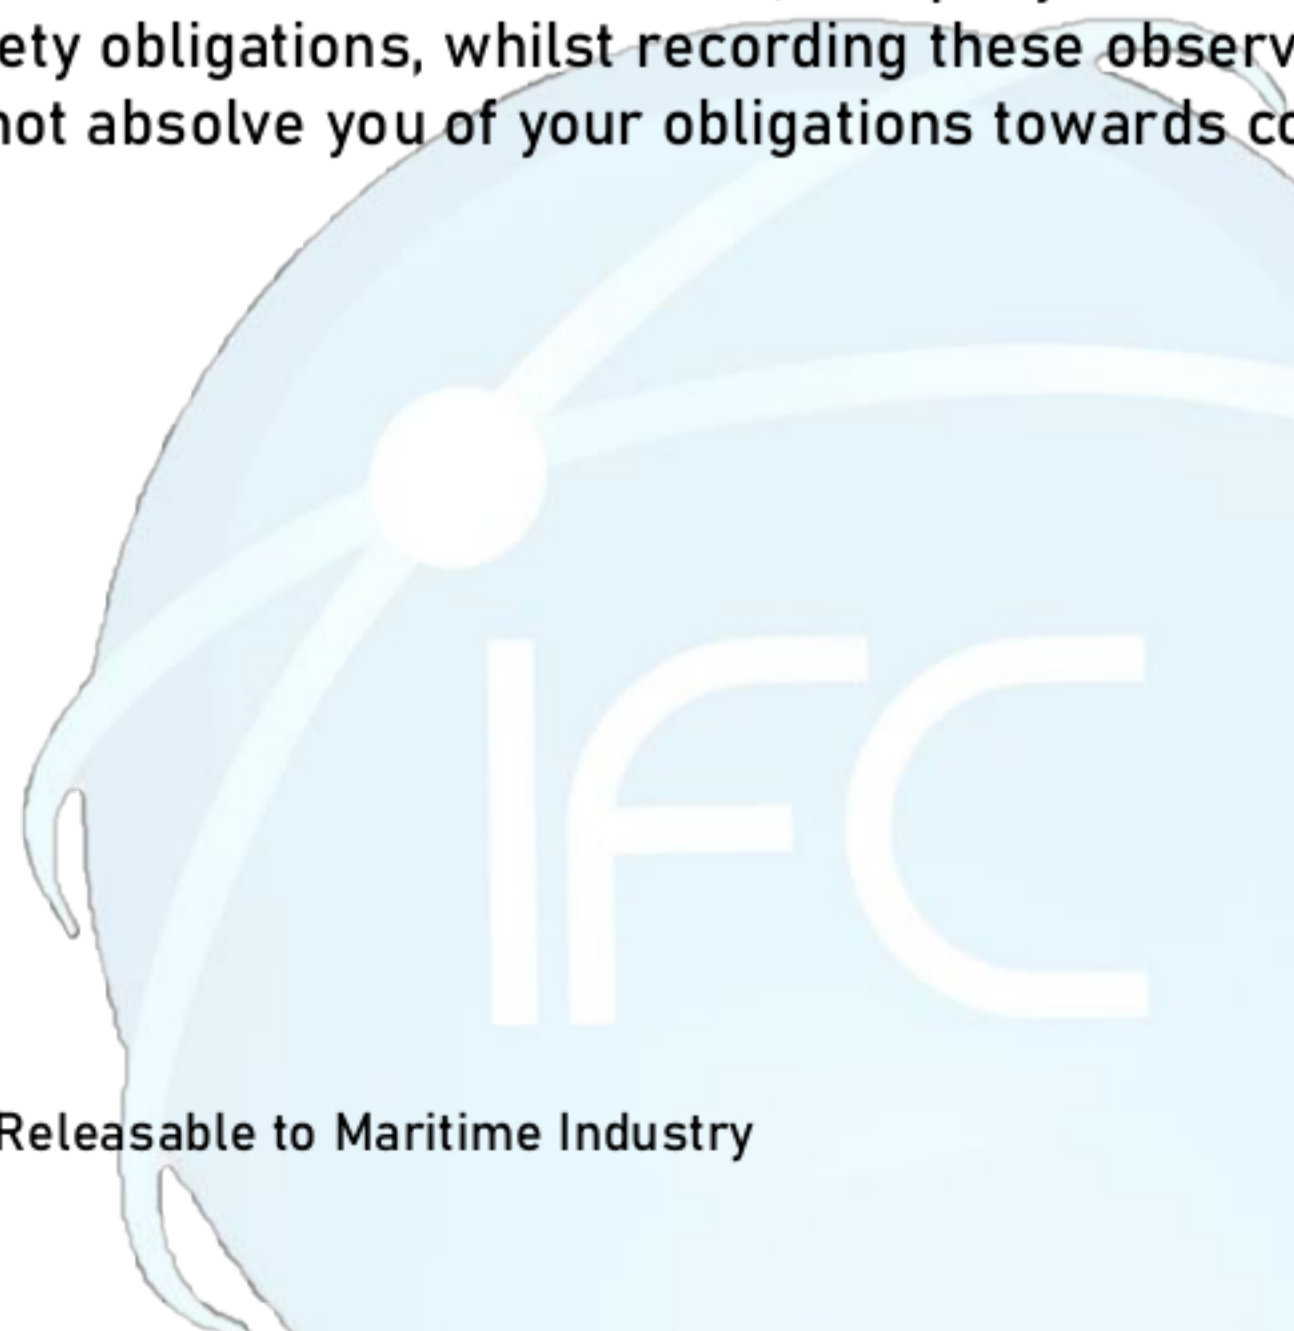 ety obligations, whilst recording these observ
not absolve you of your obligations towards co
IFC
Releasable to Maritime Industry